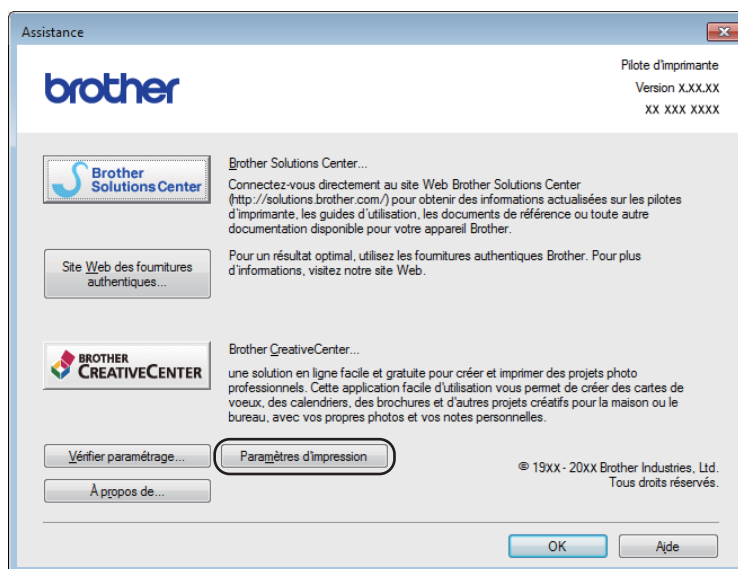 Assistance
brother
Pilote d'imprimante
Version X.XX.XX
XX XXX XXXX
Brother
Solutions Center
Brother Solutions Center...
Connectez-vous directement au site Web Brother Solutions Center
(http://solutions.brother.com/) pour obtenir des informations actualisées sur les pilotes
d'imprimante, les guides d'utilisation, les documents de référence ou toute autre
documentation disponible pour votre appareil Brother.
Site Web des fournitures
authentiques...
Pour un résultat optimal, utilisez les fournitures authentiques Brother. Pour plus
d'informations, visitez notre site Web.
BROTHER
CREATIVECENTER
Brother CreativeCenter...
une solution en ligne facile et gratuite pour créer et imprimer des projets photo
professionnels. Cette application facile d'utilisation vous permet de créer des cartes de
voeux, des calendriers, des brochures et d'autres projets créatifs pour la maison ou le
bureau, avec vos propres photos et vos notes personnelles.
Vérifier paramétrage...
Paramètres d'impression
À propos de...
© 19XX - 20XX Brother Industries, Ltd.
Tous droits réservés.
OK
Aide